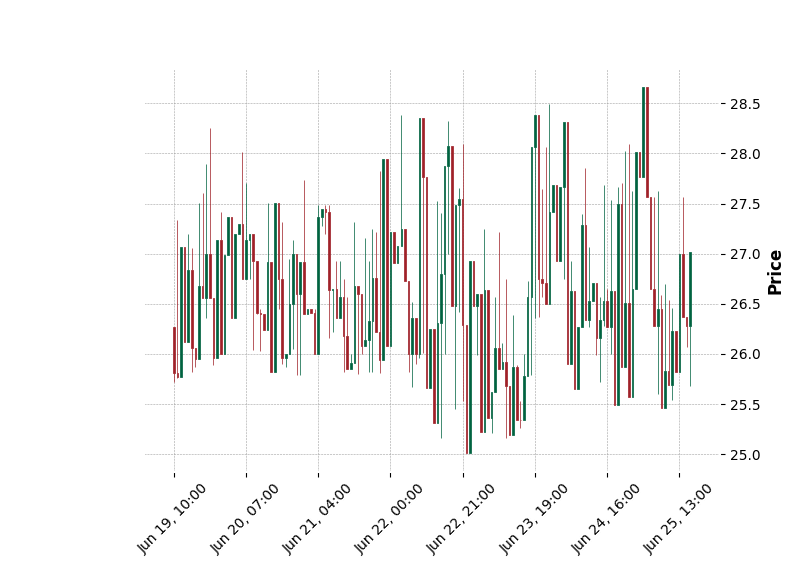 28.5
28.0
27.5
27.0
26.5
26.0
25.5
25.0
Price
Jun 19, 10:00
Jun 20, 07:00
Jun 21, 04:00
Jun 22, 00:00
Jun 22, 21:00
Jun 23, 19:00
Jun 24, 16:00
Jun 25, 13:00